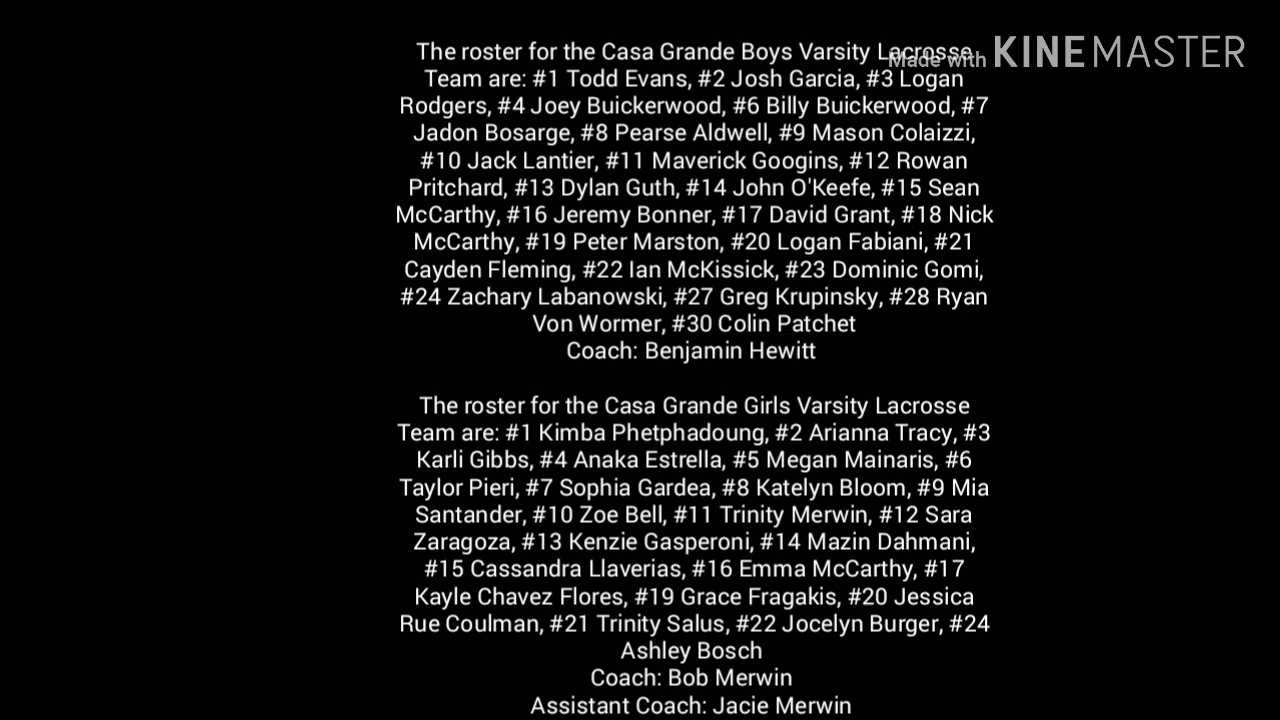 The roster for the Casa Grande Boys Varsity Lacrosse
Made with KINEMASTER
Team are: #1 Todd Evans, #2 Josh Garcia, #3 Logan
Rodgers, #4 Joey Buickerwood, #6 Billy Buickerwood, #7
Jadon Bosarge, #8 Pearse Aldwell, #9 Mason Colaizzi,
#10 Jack Lantier, #11 Maverick Googins, #12 Rowan
Pritchard, #13 Dylan Guth, #14 John O'Keefe, #15 Sean
McCarthy, #16 Jeremy Bonner, #17 David Grant, #18 Nick
McCarthy, #19 Peter Marston, #20 Logan Fabiani, #21
Cayden Fleming, #22 Ian McKissick, #23 Dominic Gomi,
#24 Zachary Labanowski, #27 Greg Krupinsky, #28 Ryan
Von Wormer, #30 Colin Patchet
Coach: Benjamin Hewitt
The roster for the Casa Grande Girls Varsity Lacrosse
Team are: #1 Kimba Phetphadoung, #2 Arianna Tracy, #3
Karli Gibbs, #4 Anaka Estrella, #5 Megan Mainaris, #6
Taylor Pieri, #7 Sophia Gardea, #8 Katelyn Bloom, #9 Mia
Santander, #10 Zoe Bell, #11 Trinity Merwin, #12 Sara
Zaragoza, #13 Kenzie Gasperoni, #14 Mazin Dahmani,
#15 Cassandra Llaverias, #16 Emma McCarthy, #17
Kayle Chavez Flores, #19 Grace Fragakis, #20 Jessica
Rue Coulman, #21 Trinity Salus, #22 Jocelyn Burger, #24
Ashley Bosch
Coach: Bob Merwin
Assistant Coach: Jacie Merwin